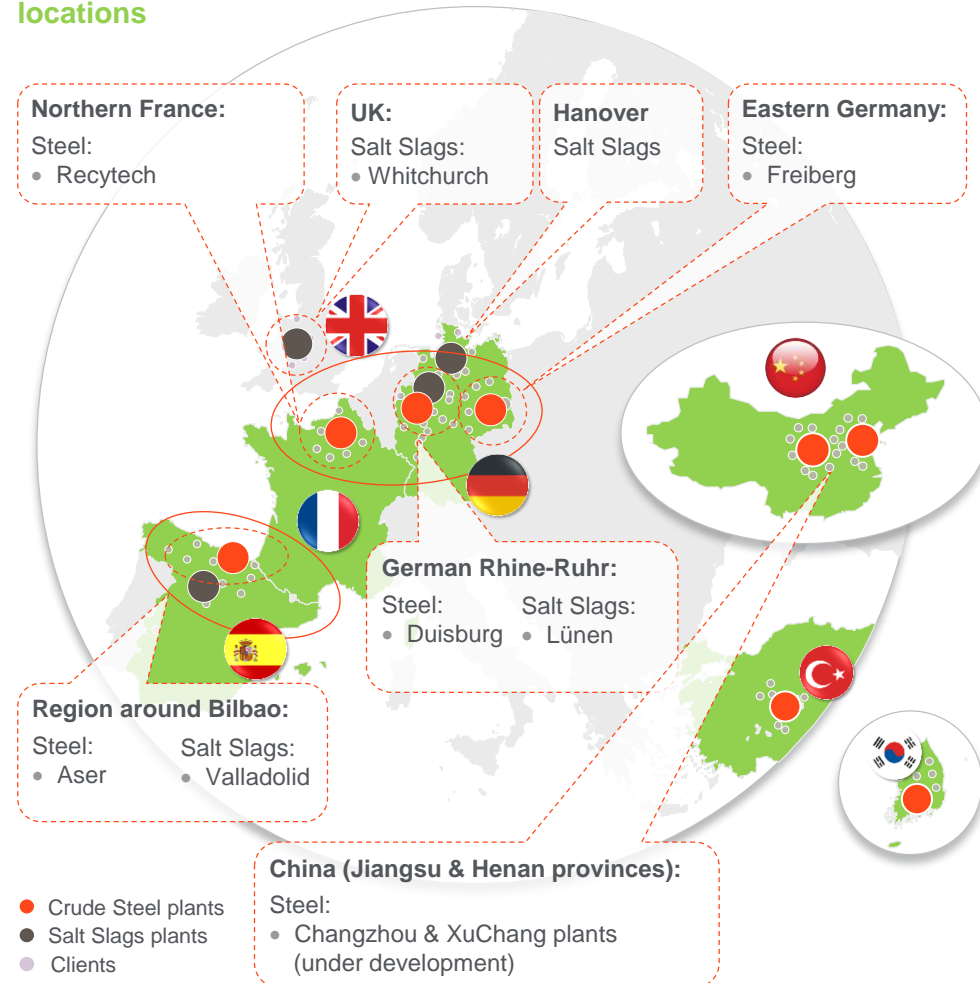 locations
Northern France:
Steel:
• Recytech
UK:
Salt Slags:
• Whitchurch
Hanover
Salt Slags
Eastern Germany:
Steel:
• Freiberg
German Rhine-Ruhr:
Steel:
• Duisburg
Salt Slags:
• Lünen
Region around Bilbao:
Steel:
• Aser
Salt Slags:
• Valladolid
China (Jiangsu & Henan provinces):
Steel:
• Changzhou & XuChang plants
(under development)
Crude Steel plants
Salt Slags plants
Clients